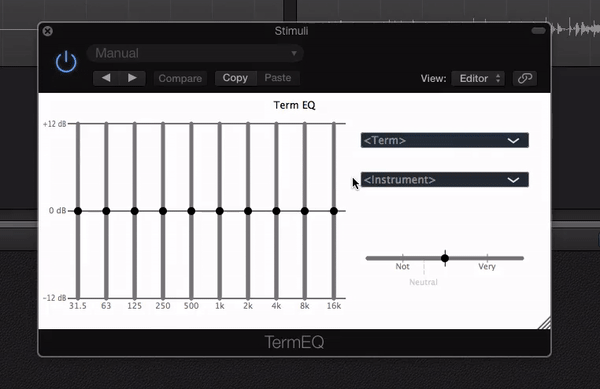 Stimuli
Manual
Compare Copy Paste View: Editor
Term EQ
+12 dB
<Term>
<Instrument>
0 dB
Not Very
Neutral
-12 dB
31.5 63 125 250 500 1k 2k 4k 8k 16k
TermEQ